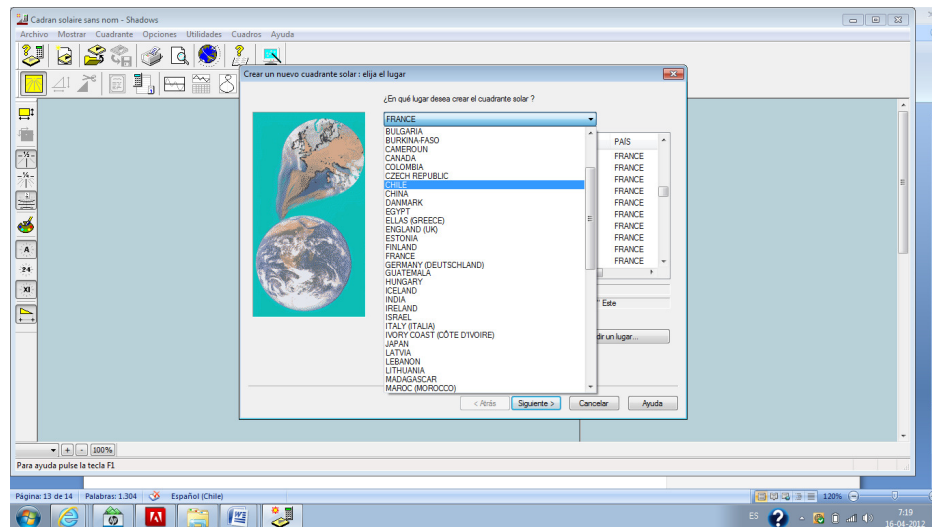 Cadran solaire sans nom - Shadows
Archivo Mostrar Cuadrante Opciones Utilidades Cuadros Ayuda
Crear un nuevo cuadrante solar : elija el lugar
¿En qué lugar desea crear el cuadrante solar ?
FRANCE
BULGARIA
BURKINA-FASO
CAMEROUN
CANADA
COLOMBIA
CZECH REPUBLIC
CHILE
CHINA
DANMARK
EGYPT
ELLAS (GREECE)
ENGLAND (UK)
ESTONIA
FINLAND
FRANCE
GERMANY (DEUTSCHLAND)
GUATEMALA
HUNGARY
ICELAND
INDIA
IRELAND
ISRAEL
ITALY (ITALIA)
IVORY COAST (CÔTE D'IVOIRE)
JAPAN
LATVIA
LEBANON
LITHUANIA
MADAGASCAR
MAROC (MOROCCO)
PAÍS
FRANCE
FRANCE
FRANCE
FRANCE
FRANCE
FRANCE
FRANCE
FRANCE
FRANCE
FRANCE
" Este
dir un lugar...
< Atrás Siguiente > Cancelar Ayuda
-½-
-¼-
A
24
XI
+ - 100%
Para ayuda pulse la tecla F1
Página: 13 de 14 Palabras: 1.304 Español (Chile) 120%
ES 7:19
16-04-2012